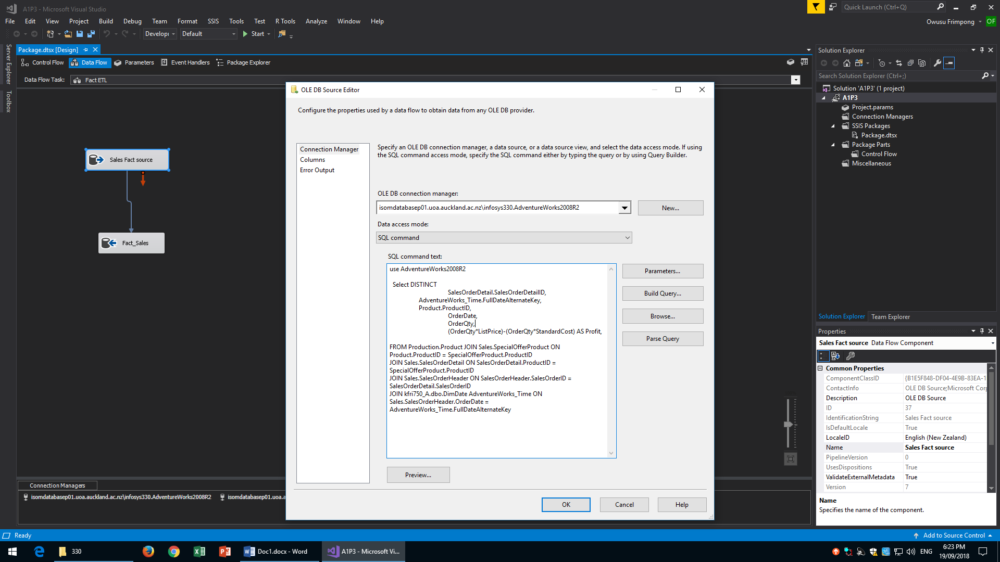 A1P3 - Microsoft Visual Studio
Quick Launch (Ctrl+Q)
File Edit View Project Build Debug Team Format SSIS Tools Test R Tools Analyze Window Help
Owusu Frimpong OF
Default Start
Server Explorer
Toolbox
Package.dtsx [Design]
Control Flow Data Flow Parameters Event Handlers Package Explorer
Data Flow Task: Fact ETL
Sales Fact source
Fact_Sales
OLE DB Source Editor
Configure the properties used by a data flow to obtain data from any OLE DB provider.
Connection Manager
Columns
Error Output
Specify an OLE DB connection manager, a data source, or a data source view, and select the data access mode. If using
the SQL command access mode, specify the SQL command either by typing the query or by using Query Builder.
OLE DB connection manager:
isomdatabasep01.uoa.auckland.ac.nz\infosys330.AdventureWorks2008R2
New...
Data access mode:
SQL command
SQL command text:
use AdventureWorks2008R2
Select DISTINCT
SalesOrderDetail.SalesOrderDetailID,
AdventureWorks_Time.FullDateAlternateKey,
Product.ProductID,
OrderDate,
OrderQty,
(OrderQty*ListPrice)-(OrderQty*StandardCost) AS Profit,
FROM Production.Product JOIN Sales.SpecialOfferProduct ON
Product.ProductID = SpecialOfferProduct.ProductID
JOIN Sales.SalesOrderDetail ON SalesOrderDetail.ProductID =
SpecialOfferProduct.ProductID
JOIN Sales.SalesOrderHeader ON SalesOrderHeader.SalesOrderID =
SalesOrderDetail.SalesOrderID
JOIN kfri750_A.dbo.DimDate AdventureWorks_Time ON
Sales.SalesOrderHeader.OrderDate =
AdventureWorks_Time.FullDateAlternateKey
Parameters...
Build Query...
Browse...
Parse Query
Preview...
OK Cancel Help
Connection Managers
isomdatabasep01.uoa.auckland.ac.nz\infosys330.AdventureWorks2008R2 isomdatabasep01.uoa.a
Solution Explorer
Search Solution Explorer (Ctrl+;)
Solution 'A1P3' (1 project)
A1P3
Project.params
Connection Managers
SSIS Packages
Package.dtsx
Package Parts
Control Flow
Miscellaneous
Solution Explorer Team Explorer
Properties
Sales Fact source Data Flow Component
Common Properties
ComponentClassID {B1E5F848-DF04-4E9B-83EA-1
ContactInfo OLE DB Source;Microsoft Corp
Description OLE DB Source
ID 37
IdentificationString Sales Fact source
IsDefaultLocale True
LocaleID English (New Zealand)
Name Sales Fact source
PipelineVersion 0
UsesDispositions True
ValidateExternalMetadata True
Version 7
Name
Specifies the name of the component.
Ready
Add to Source Control
330
Doc1.docx - Word
A1P3 - Microsoft Vi...
ENG
6:23 PM
19/09/2018